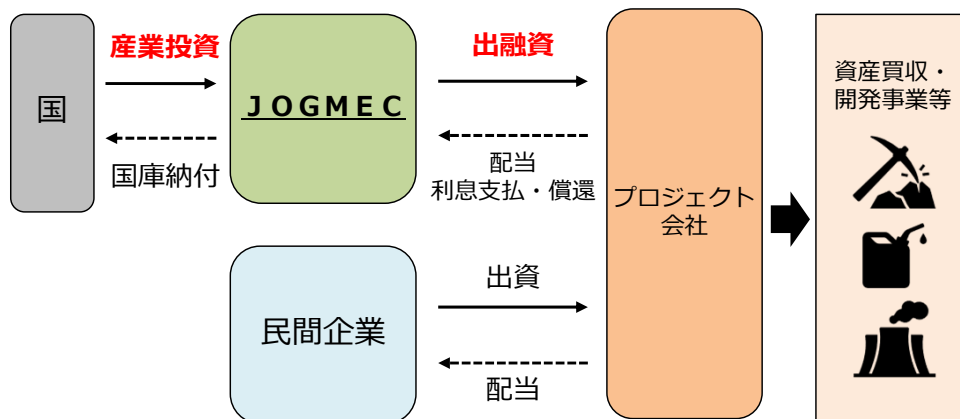 国
産業投資
国庫納付
JOGMEC
出融資
配当
利息支払・償還
民間企業
出資
配当
プロジェクト
会社
資産買収・
開発事業等